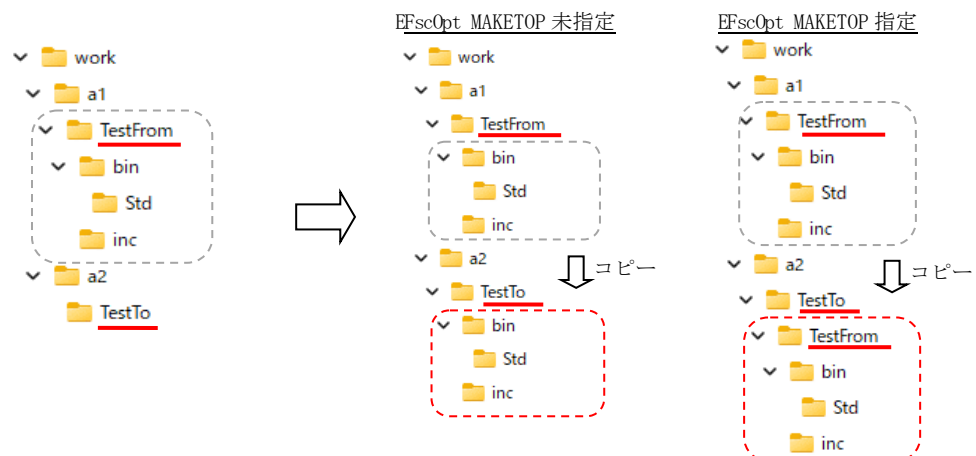 work
a1
TestFrom
bin
Std
inc
a2
TestTo
EFscOpt MAKETOP 未指定
work
a1
TestFrom
bin
Std
inc
a2
コピー
TestTo
bin
Std
inc
EFscOpt MAKETOP 指定
work
a1
TestFrom
bin
Std
inc
a2
コピー
TestTo
TestFrom
bin
Std
inc